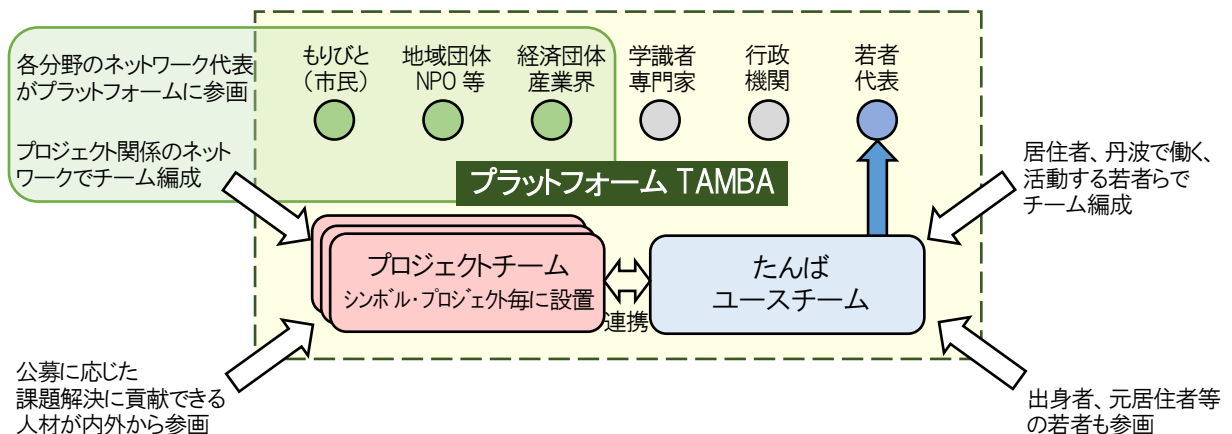 各分野のネットワーク代表
がプラットフォームに参画
もりびと
（市民）
地域団体
NPO 等
経済団体
産業界
学識者
専門家
行政
機関
若者
代表
プロジェクト関係のネット
ワークでチーム編成
プラットフォーム TAMBA
居住者、丹波で働く、
活動する若者らで
チーム編成
プロジェクトチーム
シンボル・プロジェクト毎に設置
連携
たんば
ユースチーム
公募に応じた
課題解決に貢献できる
人材が内外から参画
出身者、元居住者等
の若者も参画